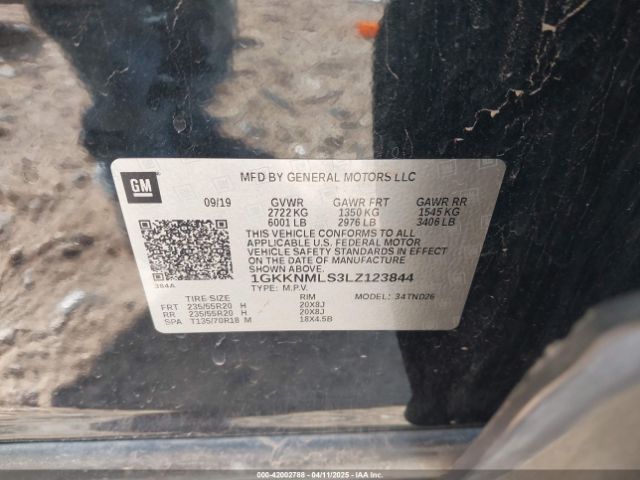 GM
MFD BY GENERAL MOTORS LLC
09/19 GVWR GAWR FRT GAWR RR
2722 KG 1350 KG 1545 KG
6001 LB 2976 LB 3406 LB
THIS VEHICLE CONFORMS TO ALL
APPLICABLE U.S. FEDERAL MOTOR
VEHICLE SAFETY STANDARDS IN EFFECT
ON THE DATE OF MANUFACTURE
SHOWN ABOVE.
384A
1GKKNMLS3LZ123844
TYPE: M.P.V. MODEL: 34TND26
TIRE SIZE RIM
FRT 235/55R20 H 20X8J
RR 235/55R20 H 20X8J
SPA T135/70R18 M 18X4.5B
000-42002788 04/11/2025 IAAI.COM